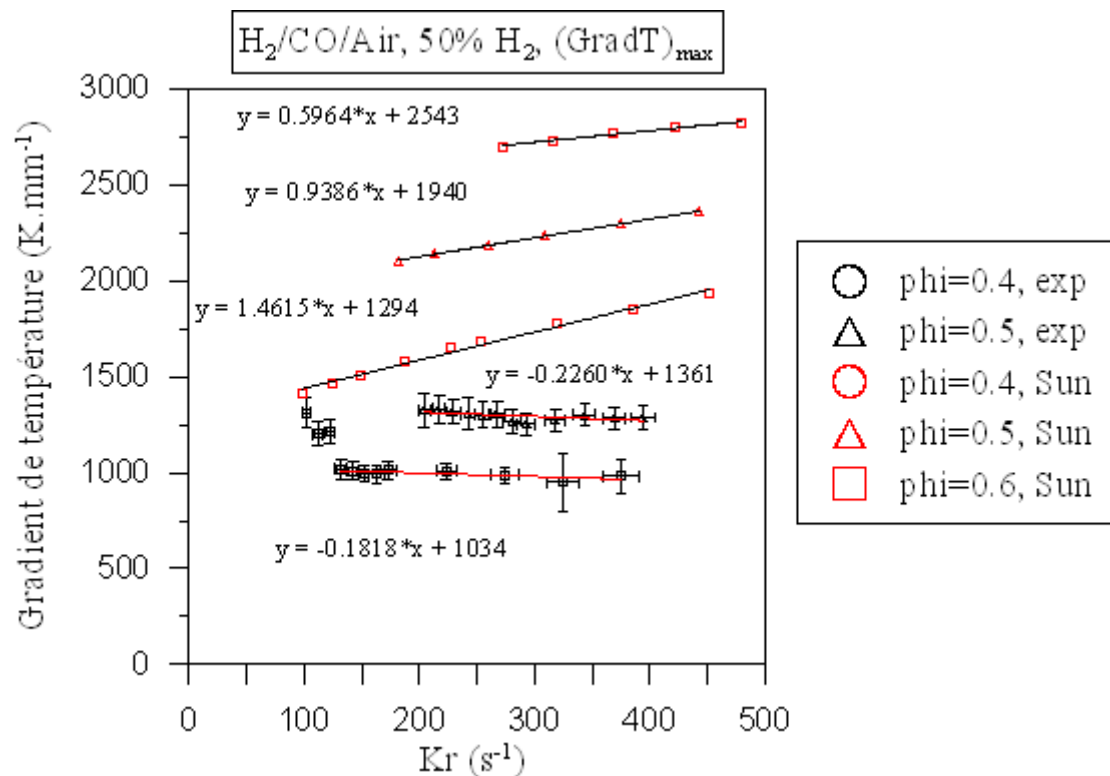 H₂/CO/Air, 50% H₂, (GradT)ₘₐₓ
Gradient de température (K.mm⁻¹)
3000
2500
2000
1500
1000
500
0
y = 0.5964*x + 2543
y = 0.9386*x + 1940
y = 1.4615*x + 1294
y = -0.2260*x + 1361
y = -0.1818*x + 1034
0 100 200 300 400 500
Kr (s⁻¹)
phi=0.4, exp
phi=0.5, exp
phi=0.4, Sun
phi=0.5, Sun
phi=0.6, Sun